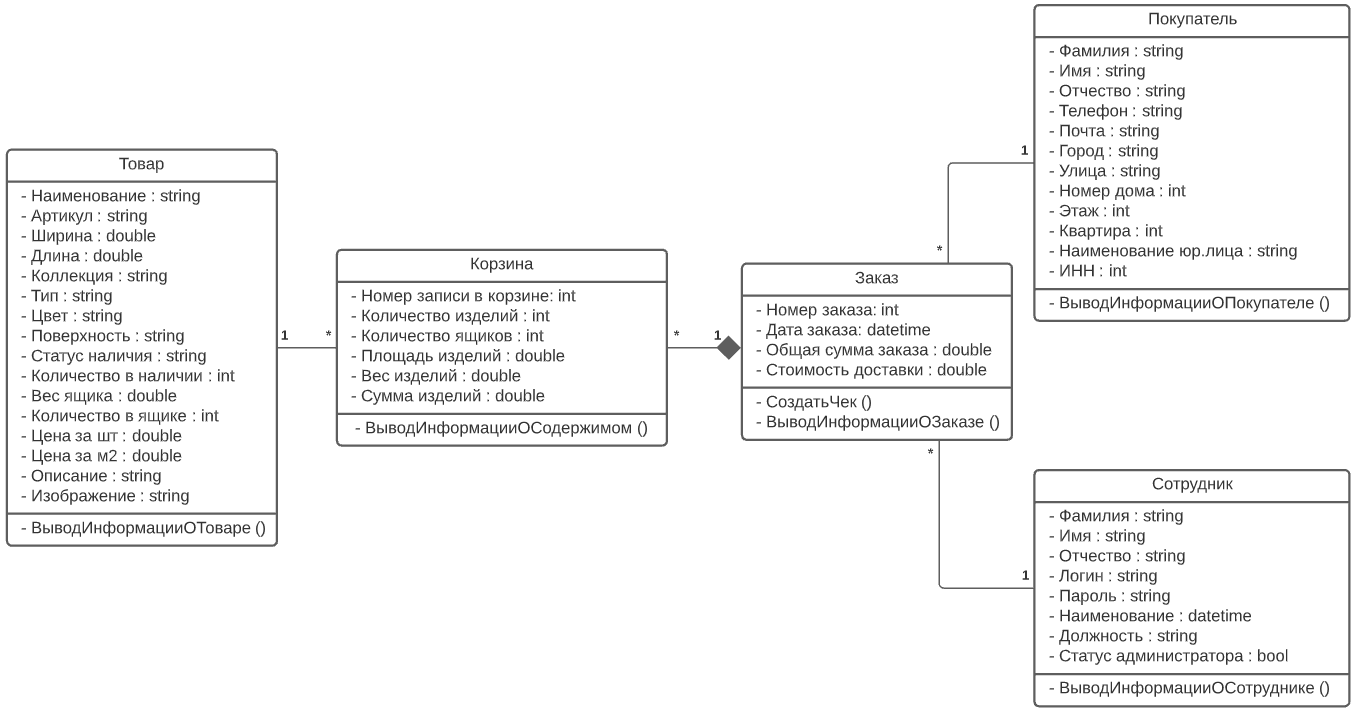 Товар
- Наименование : string
- Артикул : string
- Ширина : double
- Длина : double
- Коллекция : string
- Тип : string
- Цвет : string
- Поверхность : string
- Статус наличия : string
- Количество в наличии : int
- Вес ящика : double
- Количество в ящике : int
- Цена за шт : double
- Цена за м2 : double
- Описание : string
- Изображение : string
- ВыводИнформацииОТоваре ()
1
*
Корзина
- Номер записи в корзине: int
- Количество изделий : int
- Количество ящиков : int
- Площадь изделий : double
- Вес изделий : double
- Сумма изделий : double
- ВыводИнформацииОСодержимом ()
*
1
Заказ
- Номер заказа: int
- Дата заказа: datetime
- Общая сумма заказа : double
- Стоимость доставки : double
- СоздатьЧек ()
- ВыводИнформацииОЗаказе ()
*
1
Покупатель
- Фамилия : string
- Имя : string
- Отчество : string
- Телефон : string
- Почта : string
- Город : string
- Улица : string
- Номер дома : int
- Этаж : int
- Квартира : int
- Наименование юр.лица : string
- ИНН : int
- ВыводИнформацииОПокупателе ()
*
1
Сотрудник
- Фамилия : string
- Имя : string
- Отчество : string
- Логин : string
- Пароль : string
- Наименование : datetime
- Должность : string
- Статус администратора : bool
- ВыводИнформацииОСотруднике ()